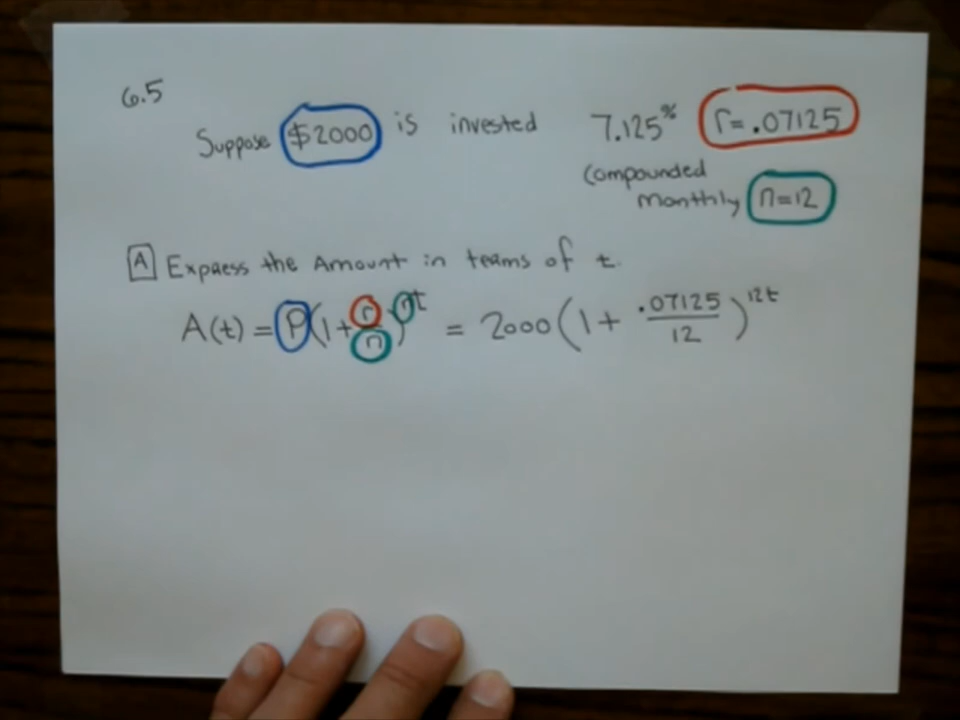 6.5
Suppose $2000 is invested 7.125% r=.07125
compounded
monthly n=12
A Express the Amount in terms of t.
A(t) = P(1+r/n)^nt = 2000(1+.07125/12)^12t